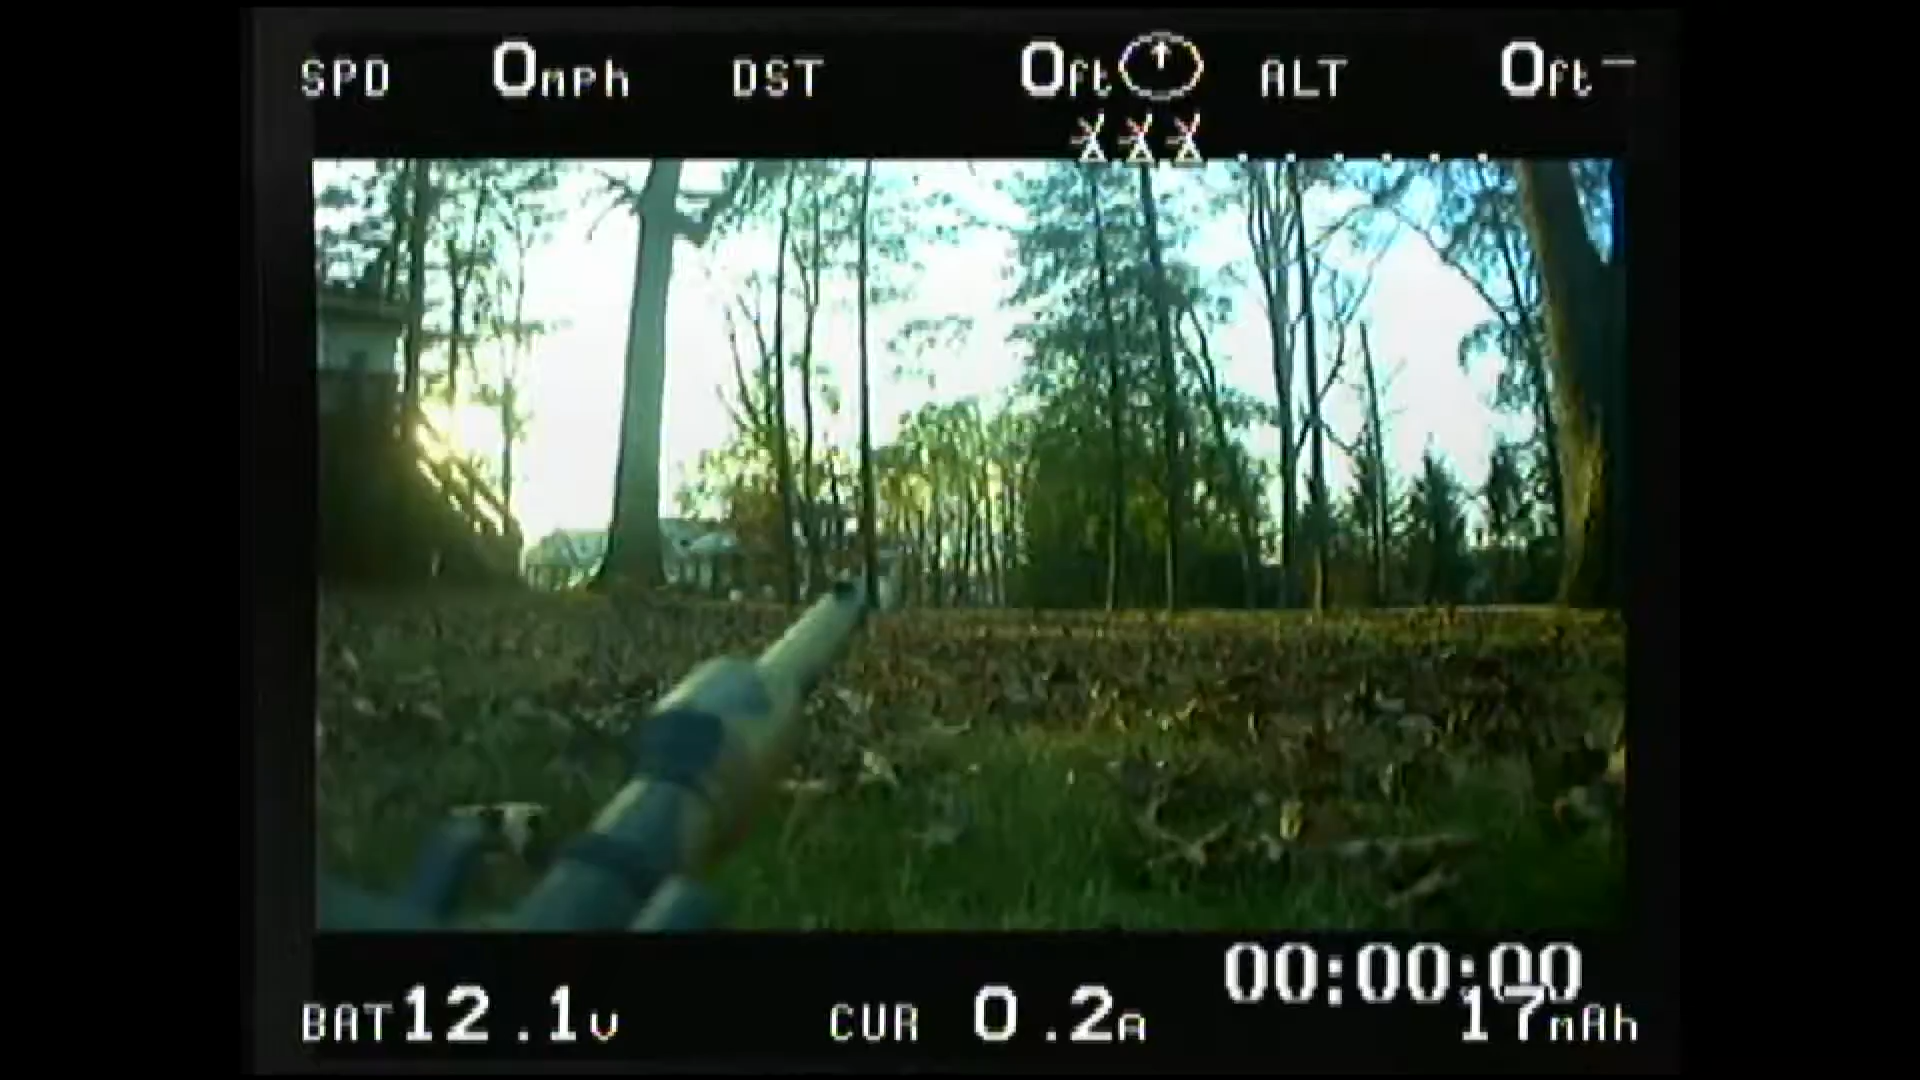 SPD 0mph DST 0ft ALT 0ft
00:00:00
BAT 12.1v CUR 0.2A 17mAh